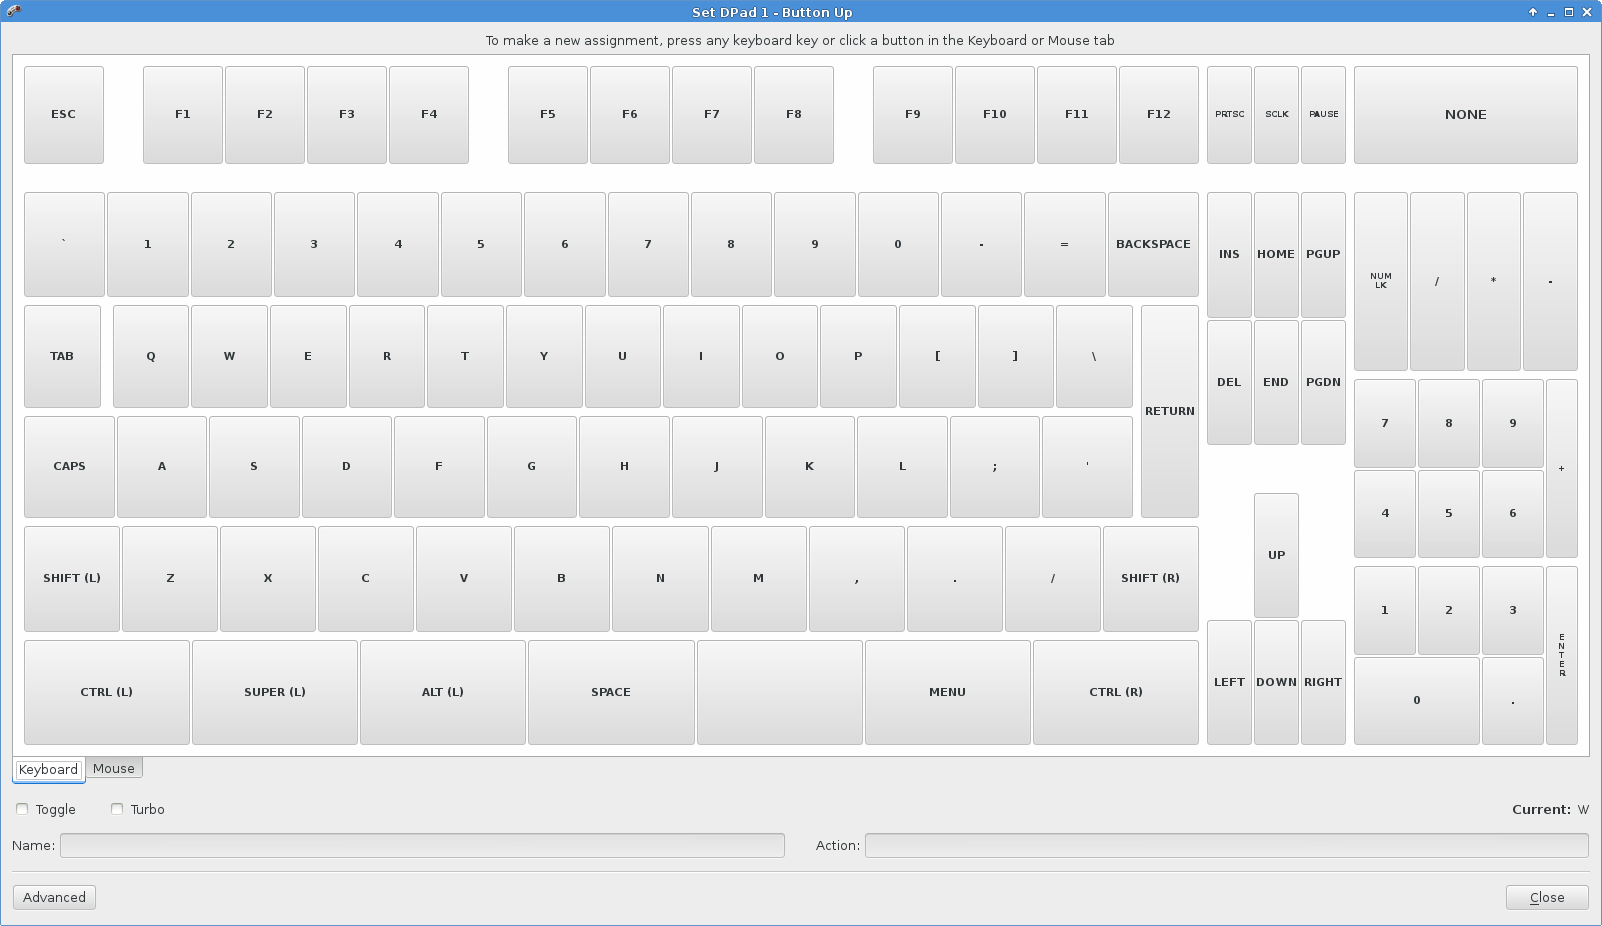 Set DPad 1 - Button Up
To make a new assignment, press any keyboard key or click a button in the Keyboard or Mouse tab
ESC F1 F2 F3 F4 F5 F6 F7 F8 F9 F10 F11 F12 PRTSC SCLK PAUSE NONE
` 1 2 3 4 5 6 7 8 9 0 - = BACKSPACE INS HOME PGUP NUM LK / * -
TAB Q W E R T Y U I O P [ ] \ RETURN DEL END PGDN
7 8 9 +
CAPS A S D F G H J K L ; '
4 5 6
SHIFT (L) Z X C V B N M , . / SHIFT (R) UP
1 2 3 ENTER
CTRL (L) SUPER (L) ALT (L) SPACE MENU CTRL (R) LEFT DOWN RIGHT 0 .
Keyboard Mouse
Toggle Turbo Current: W
Name: Action:
Advanced Close